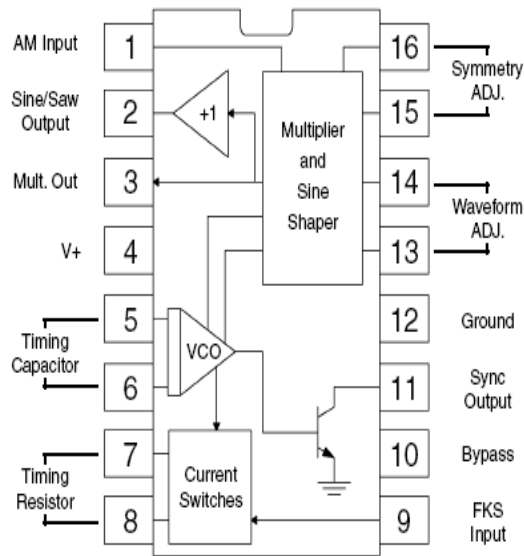 AM Input
1
Sine/Saw
Output
2
Mult. Out
3
V+
4
Timing
Capacitor
5
6
Timing
Resistor
7
8
+1
Multiplier
and
Sine
Shaper
VCO
Current
Switches
16
Symmetry
ADJ.
15
14
Waveform
ADJ.
13
12
Ground
11
Sync
Output
10
Bypass
9
FKS
Input